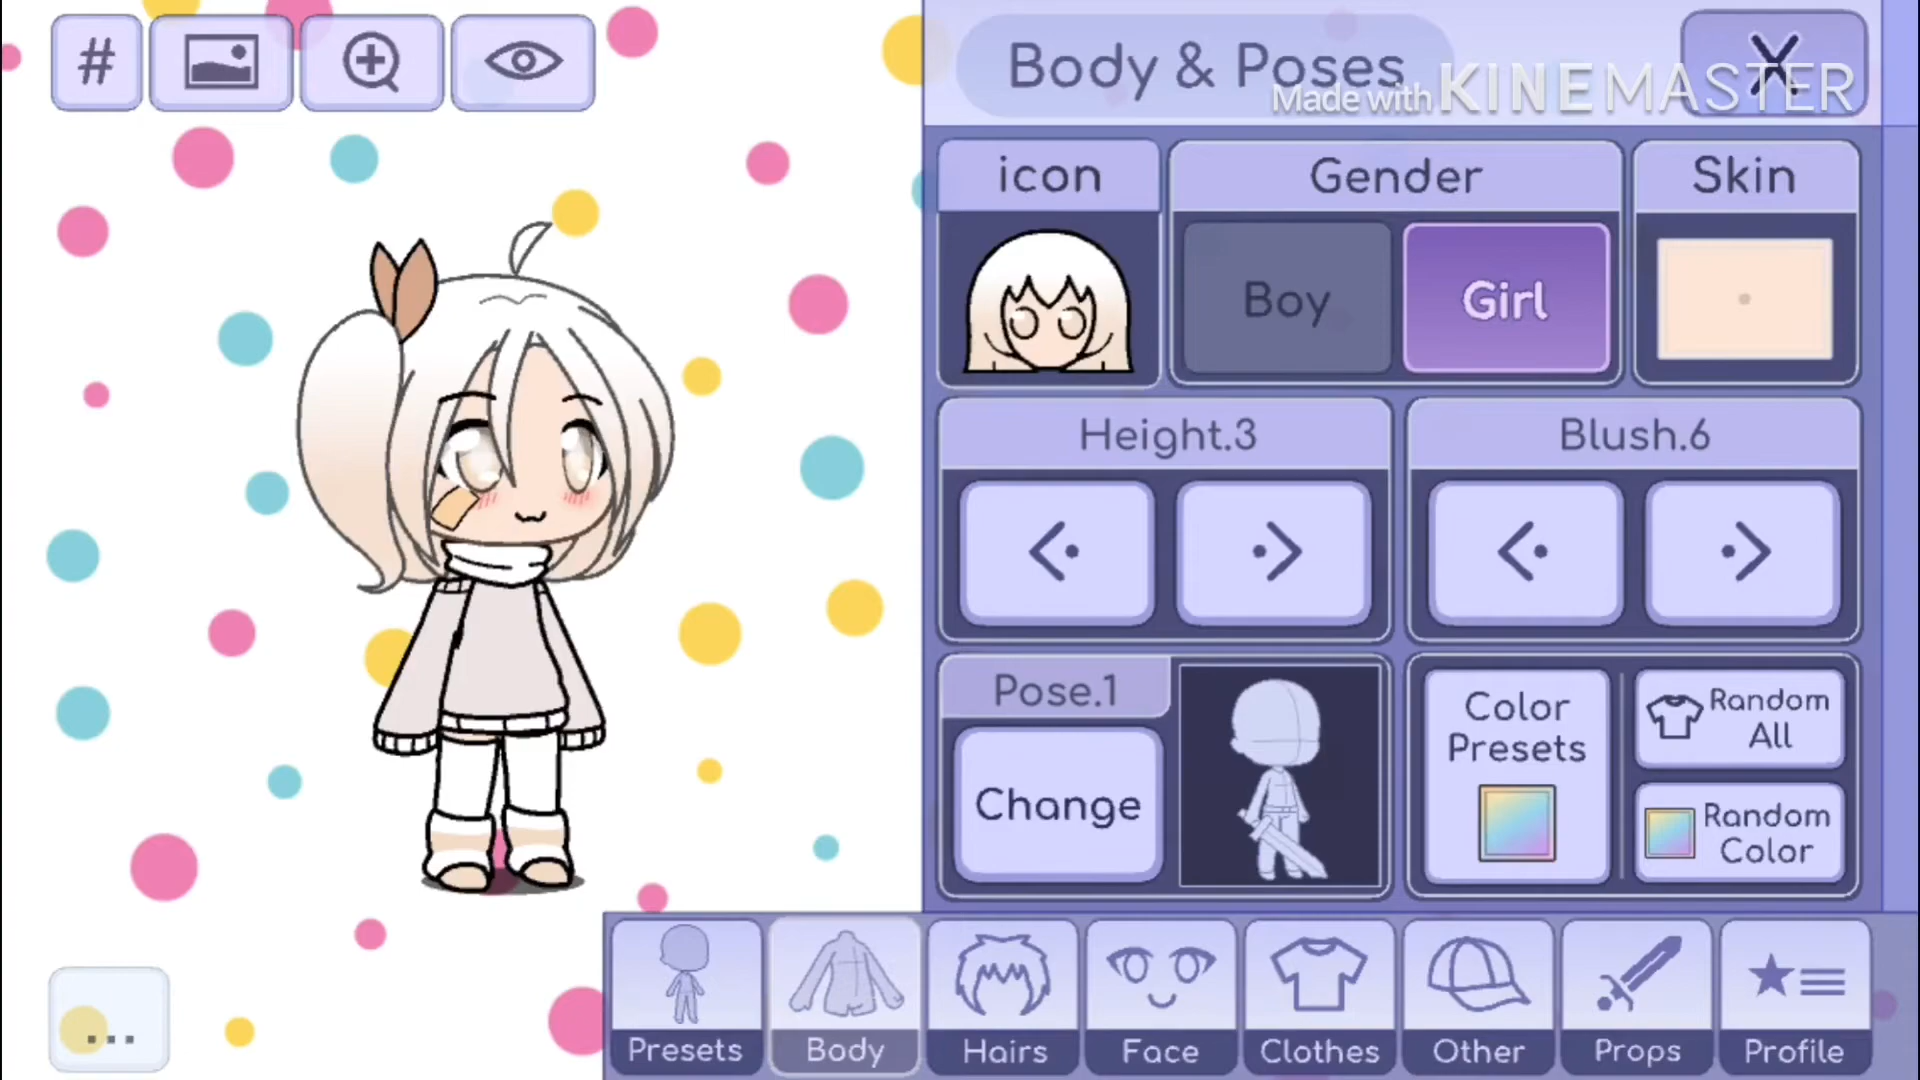 #
Body & Poses
X
Made with KINEMASTER
icon
Gender
Skin
Boy
Girl
Height.3
Blush.6
Pose.1
Change
Color
Presets
Random
All
Random
Color
...
Presets
Body
Hairs
Face
Clothes
Other
Props
Profile